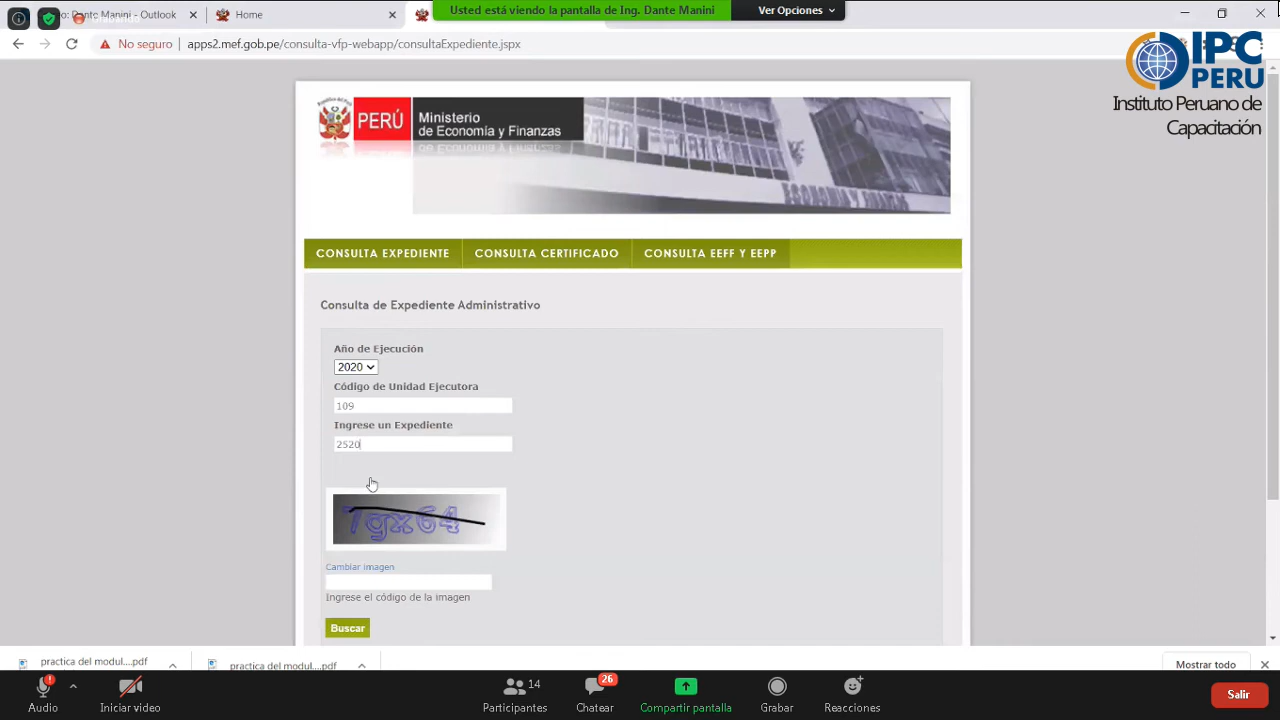 Dante Manini - Outlook
Home
Usted está viendo la pantalla de Ing. Dante Manini
Ver Opciones
No seguro
apps2.mef.gob.pe/consulta-vfp-webapp/consultaExpediente.jspx
IPC
PERU
Instituto Peruano de
Capacitación
PERÚ
Ministerio
de Economía y Finanzas
CONSULTA EXPEDIENTE
CONSULTA CERTIFICADO
CONSULTA EEFF Y EEPP
Consulta de Expediente Administrativo
Año de Ejecución
2020
Código de Unidad Ejecutora
109
Ingrese un Expediente
2520
7gx64
Cambiar imagen
Ingrese el código de la imagen
Buscar
practica del modul....pdf
practica del modul....pdf
Mostrar todo
Audio
Iniciar video
14
Participantes
26
Chatear
Compartir pantalla
Grabar
Reacciones
Salir